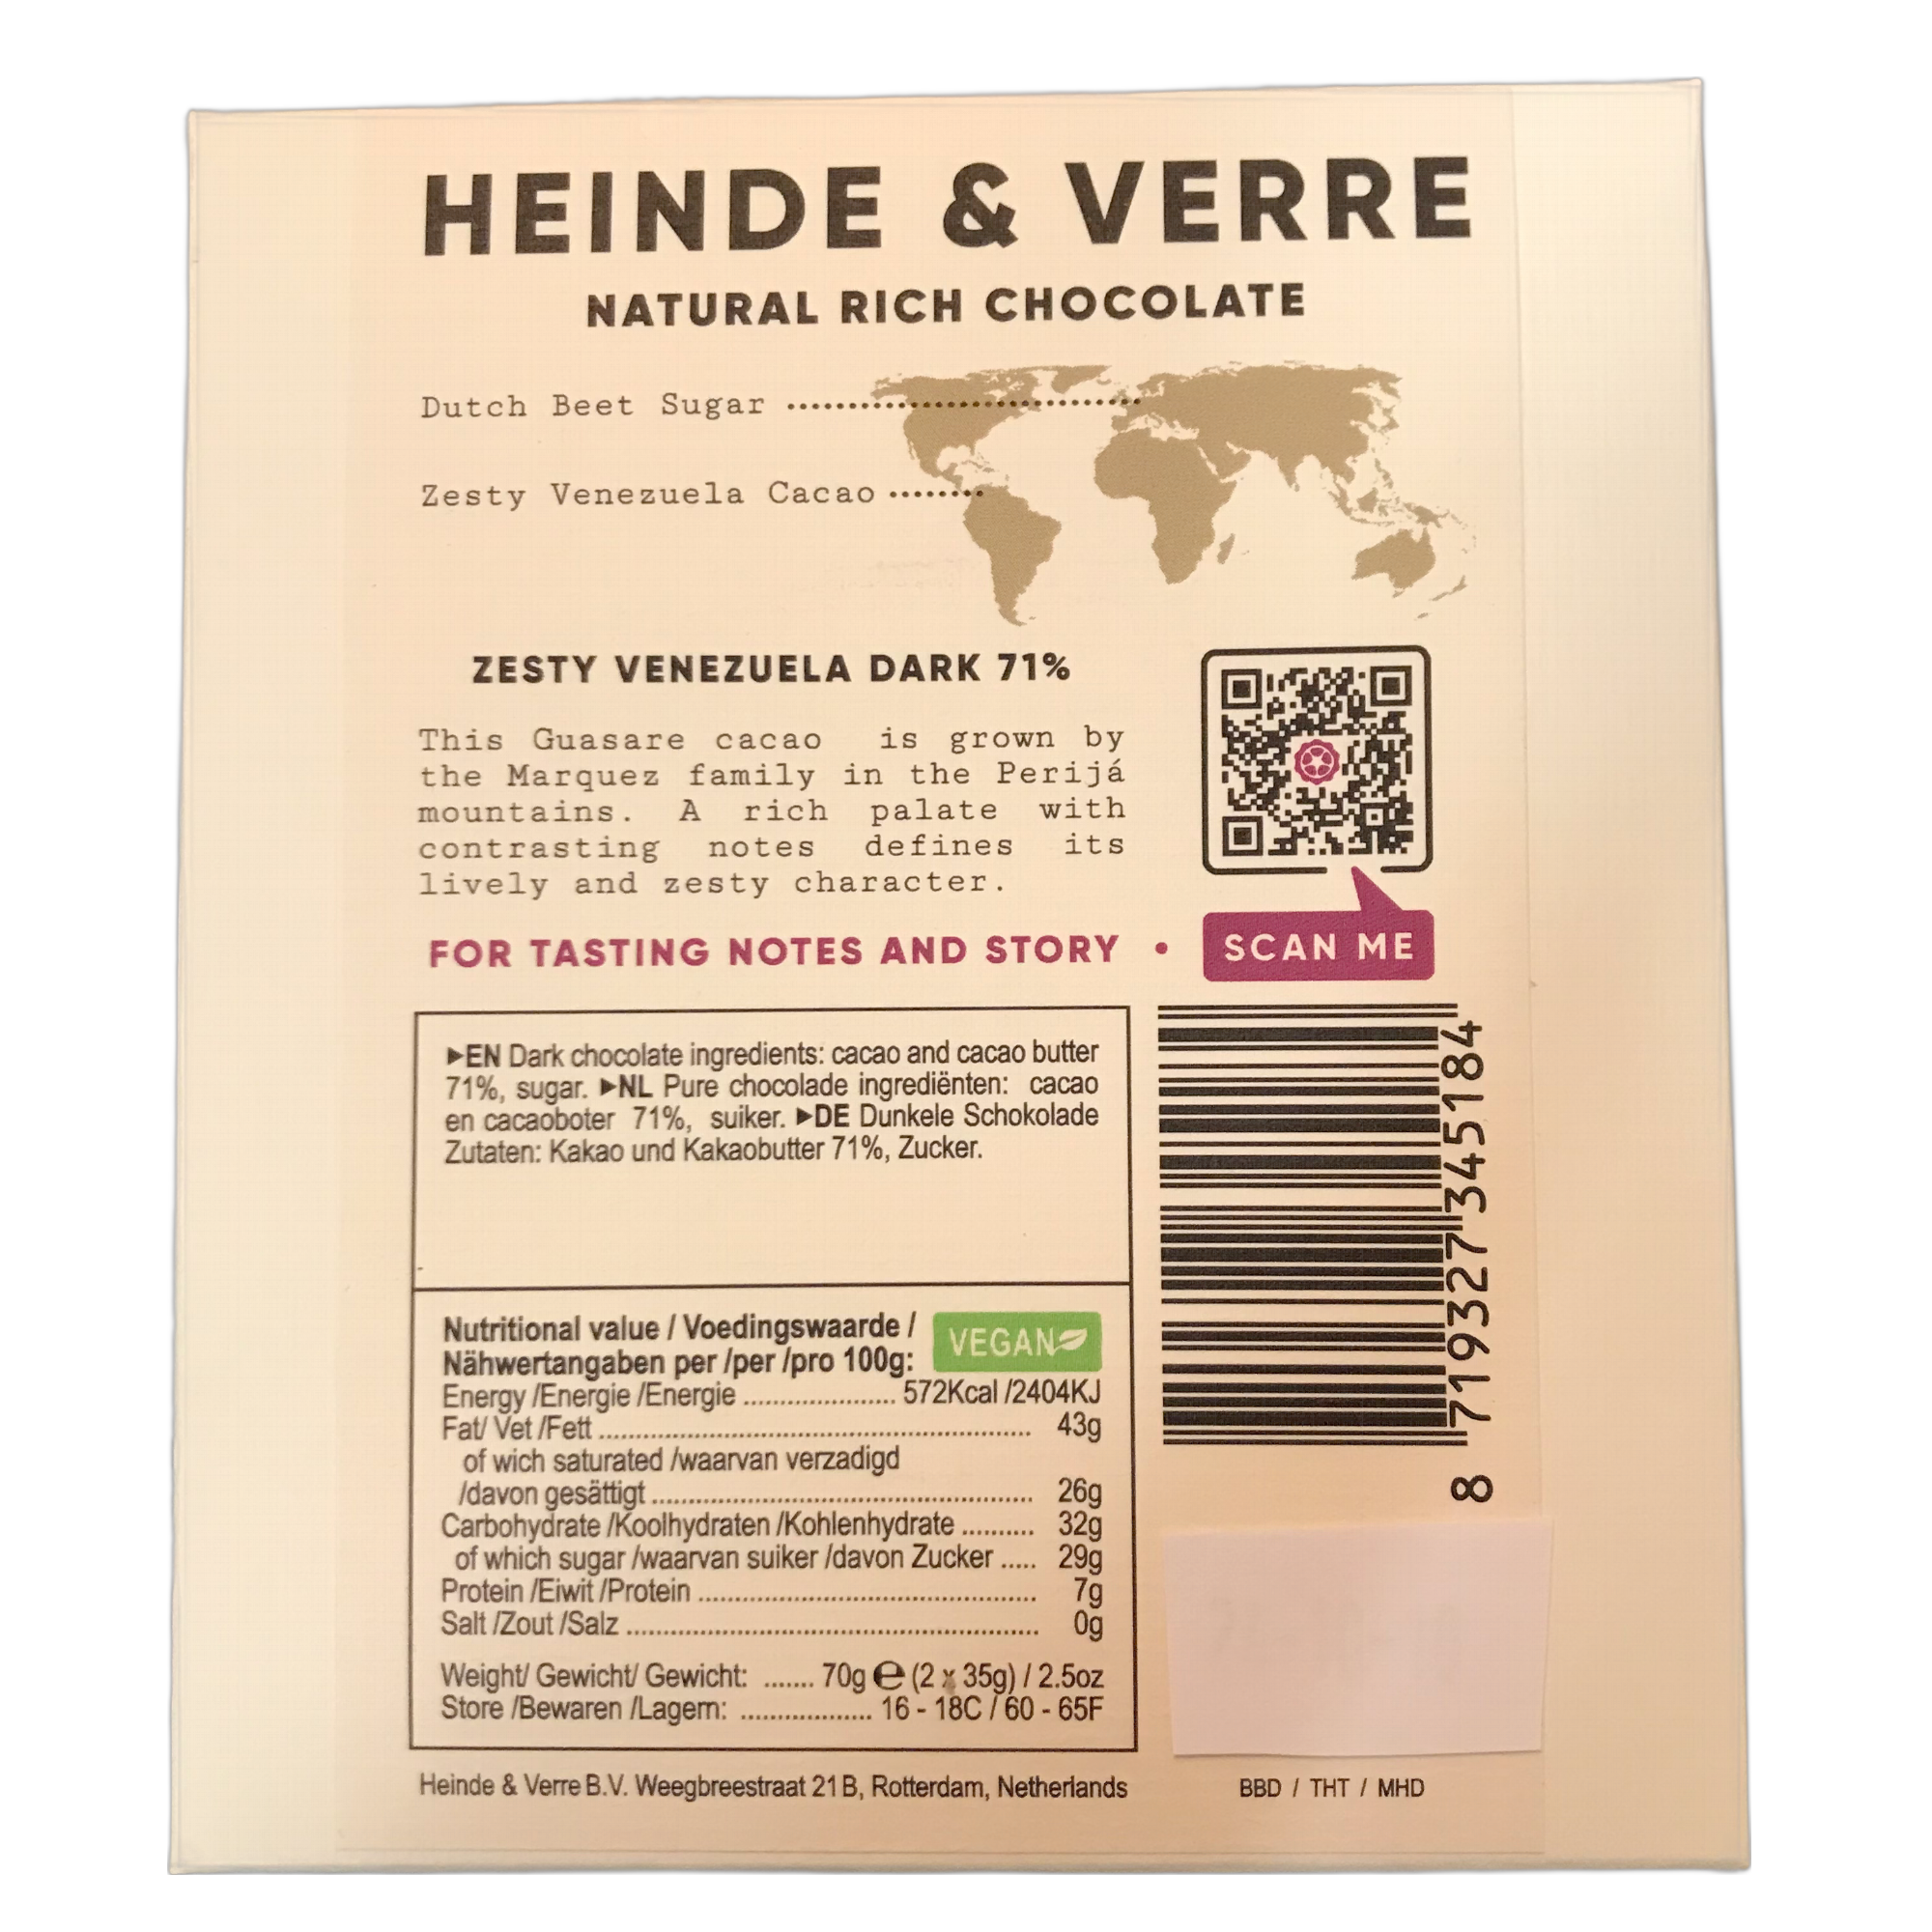 HEINDE & VERRE
NATURAL RICH CHOCOLATE
Dutch Beet Sugar
Zesty Venezuela Cacao
ZESTY VENEZUELA DARK 71%
This Guasare cacao is grown by
the Marquez family in the Perijá
mountains. A rich palate with
contrasting notes defines its
lively and zesty character.
FOR TASTING NOTES AND STORY • SCAN ME
▶EN Dark chocolate ingredients: cacao and cacao butter
71%, sugar. ▶NL Pure chocolade ingrediënten: cacao
en cacaoboter 71%, suiker. ▶DE Dunkele Schokolade
Zutaten: Kakao und Kakaobutter 71%, Zucker.
Nutritional value / Voedingswaarde /
Nähwertangaben per /per /pro 100g:
VEGAN
Energy /Energie /Energie ..................... 572Kcal /2404KJ
Fat/ Vet /Fett ............................................................ 43g
of wich saturated /waarvan verzadigd
/davon gesättigt ..................................................... 26g
Carbohydrate /Koolhydraten /Kohlenhydrate .......... 32g
of which sugar /waarvan suiker /davon Zucker ..... 29g
Protein /Eiwit /Protein ............................................... 7g
Salt /Zout /Salz ......................................................... 0g
Weight/ Gewicht/ Gewicht: ....... 70g ℮ (2 x 35g) / 2.5oz
Store /Bewaren /Lagern: .................. 16 - 18C / 60 - 65F
8 719327 345184
Heinde & Verre B.V. Weegbreestraat 21 B, Rotterdam, Netherlands
BBD / THT / MHD